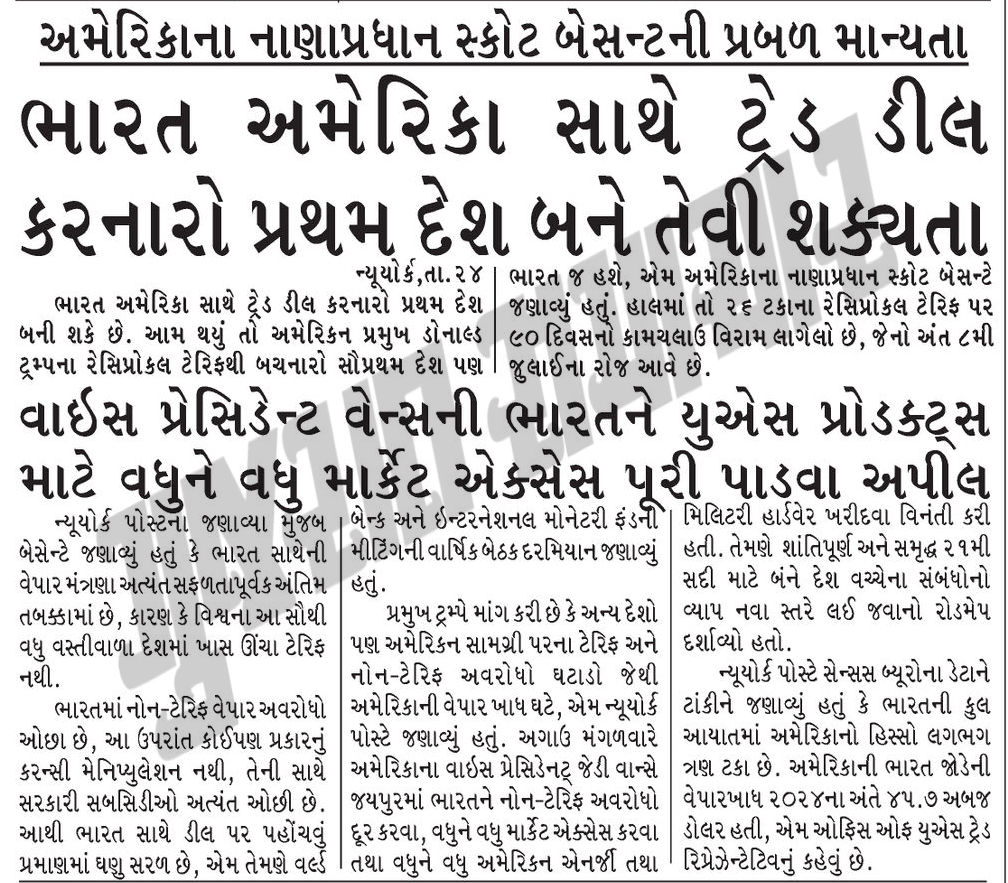 અમેરિકાના નાણાપ્રધાન સ્કોટ બેસન્ટની પ્રબળ માન્યતા
ભારત અમેરિકા સાથે ટ્રેડ ડીલ
કરનારો પ્રથમ દેશ બને તેવી શક્યતા
ન્યૂયોર્ક,તા.૨૪
ભારત અમેરિકા સાથે ટ્રેડ ડીલ કરનારો પ્રથમ દેશ
બની શકે છે. આમ થયું તો અમેરિકન પ્રમુખ ડોનાલ્ડ
ટ્રમ્પના રેસિપ્રોકલ ટેરિફથી બચનારો સૌપ્રથમ દેશ પણ
ભારત જ હશે, એમ અમેરિકાના નાણાપ્રધાન સ્કોટ બેસન્ટે
જણાવ્યું હતું. હાલમાં તો ૨૬ ટકાના રેસિપ્રોકલ ટેરિફ પર
૯૦ દિવસનો કામચલાઉ વિરામ લાગેલો છે, જેનો અંત ૮મી
જુલાઈના રોજ આવે છે.
વાઇસ પ્રેસિડેન્ટ વેન્સની ભારતને યુએસ પ્રોડક્ટ્સ
માટે વધુને વધુ માર્કેટ એક્સેસ પૂરી પાડવા અપીલ
ન્યૂયોર્ક પોસ્ટના જણાવ્યા મુજબ
બેસેન્ટે જણાવ્યું હતું કે ભારત સાથેની
વેપાર મંત્રણા અત્યંત સફળતાપૂર્વક અંતિમ
તબક્કામાં છે, કારણ કે વિશ્વના આ સૌથી
વધુ વસ્તીવાળા દેશમાં ખાસ ઊંચા ટેરિફ
નથી.
ભારતમાં નોન-ટેરિફ વેપાર અવરોધો
ઓછા છે, આ ઉપરાંત કોઈપણ પ્રકારનું
કરન્સી મેનિપ્યુલેશન નથી, તેની સાથે
સરકારી સબસિડીઓ અત્યંત ઓછી છે.
આથી ભારત સાથે ડીલ પર પહોંચવું
પ્રમાણમાં ઘણુ સરળ છે, એમ તેમણે વર્લ્ડ
બેન્ક અને ઇન્ટરનેશનલ મોનેટરી ફંડની
મીટિંગની વાર્ષિક બેઠક દરમિયાન જણાવ્યું
હતું.
પ્રમુખ ટ્રમ્પે માંગ કરી છે કે અન્ય દેશો
પણ અમેરિકન સામગ્રી પરના ટેરિફ અને
નોન-ટેરિફ અવરોધો ઘટાડો જેથી
અમેરિકાની વેપાર ખાધ ઘટે, એમ ન્યૂયોર્ક
પોસ્ટે જણાવ્યું હતું. અગાઉ મંગળવારે
અમેરિકાના વાઇસ પ્રેસિડેનટ્ જેડી વાન્સે
જયપુરમાં ભારતને નોન-ટેરિફ અવરોધો
દૂર કરવા, વધુને વધુ માર્કેટ એક્સેસ કરવા
તથા વધુને વધુ અમેરિકન એનર્જી તથા
મિલિટરી હાર્ડવેર ખરીદવા વિનંતી કરી
હતી. તેમણે શાંતિપૂર્ણ અને સમૃદ્ધ ૨૧મી
સદી માટે બંને દેશ વચ્ચેના સંબંધોનો
વ્યાપ નવા સ્તરે લઈ જવાનો રોડમેપ
દર્શાવ્યો હતો.
ન્યૂયોર્ક પોસ્ટે સેન્સસ બ્યૂરોના ડેટાને
ટાંકીને જણાવ્યું હતું કે ભારતની કુલ
આયાતમાં અમેરિકાનો હિસ્સો લગભગ
ત્રણ ટકા છે. અમેરિકાની ભારત જોડેની
વેપારખાધ ૨૦૨૪ના અંતે ૪૫.૭ અબજ
ડોલર હતી, એમ ઓફિસ ઓફ યુએસ ટ્રેડ
રિપ્રેઝેન્ટેટિવનું કહેવું છે.
ગુજરાત સમાચાર